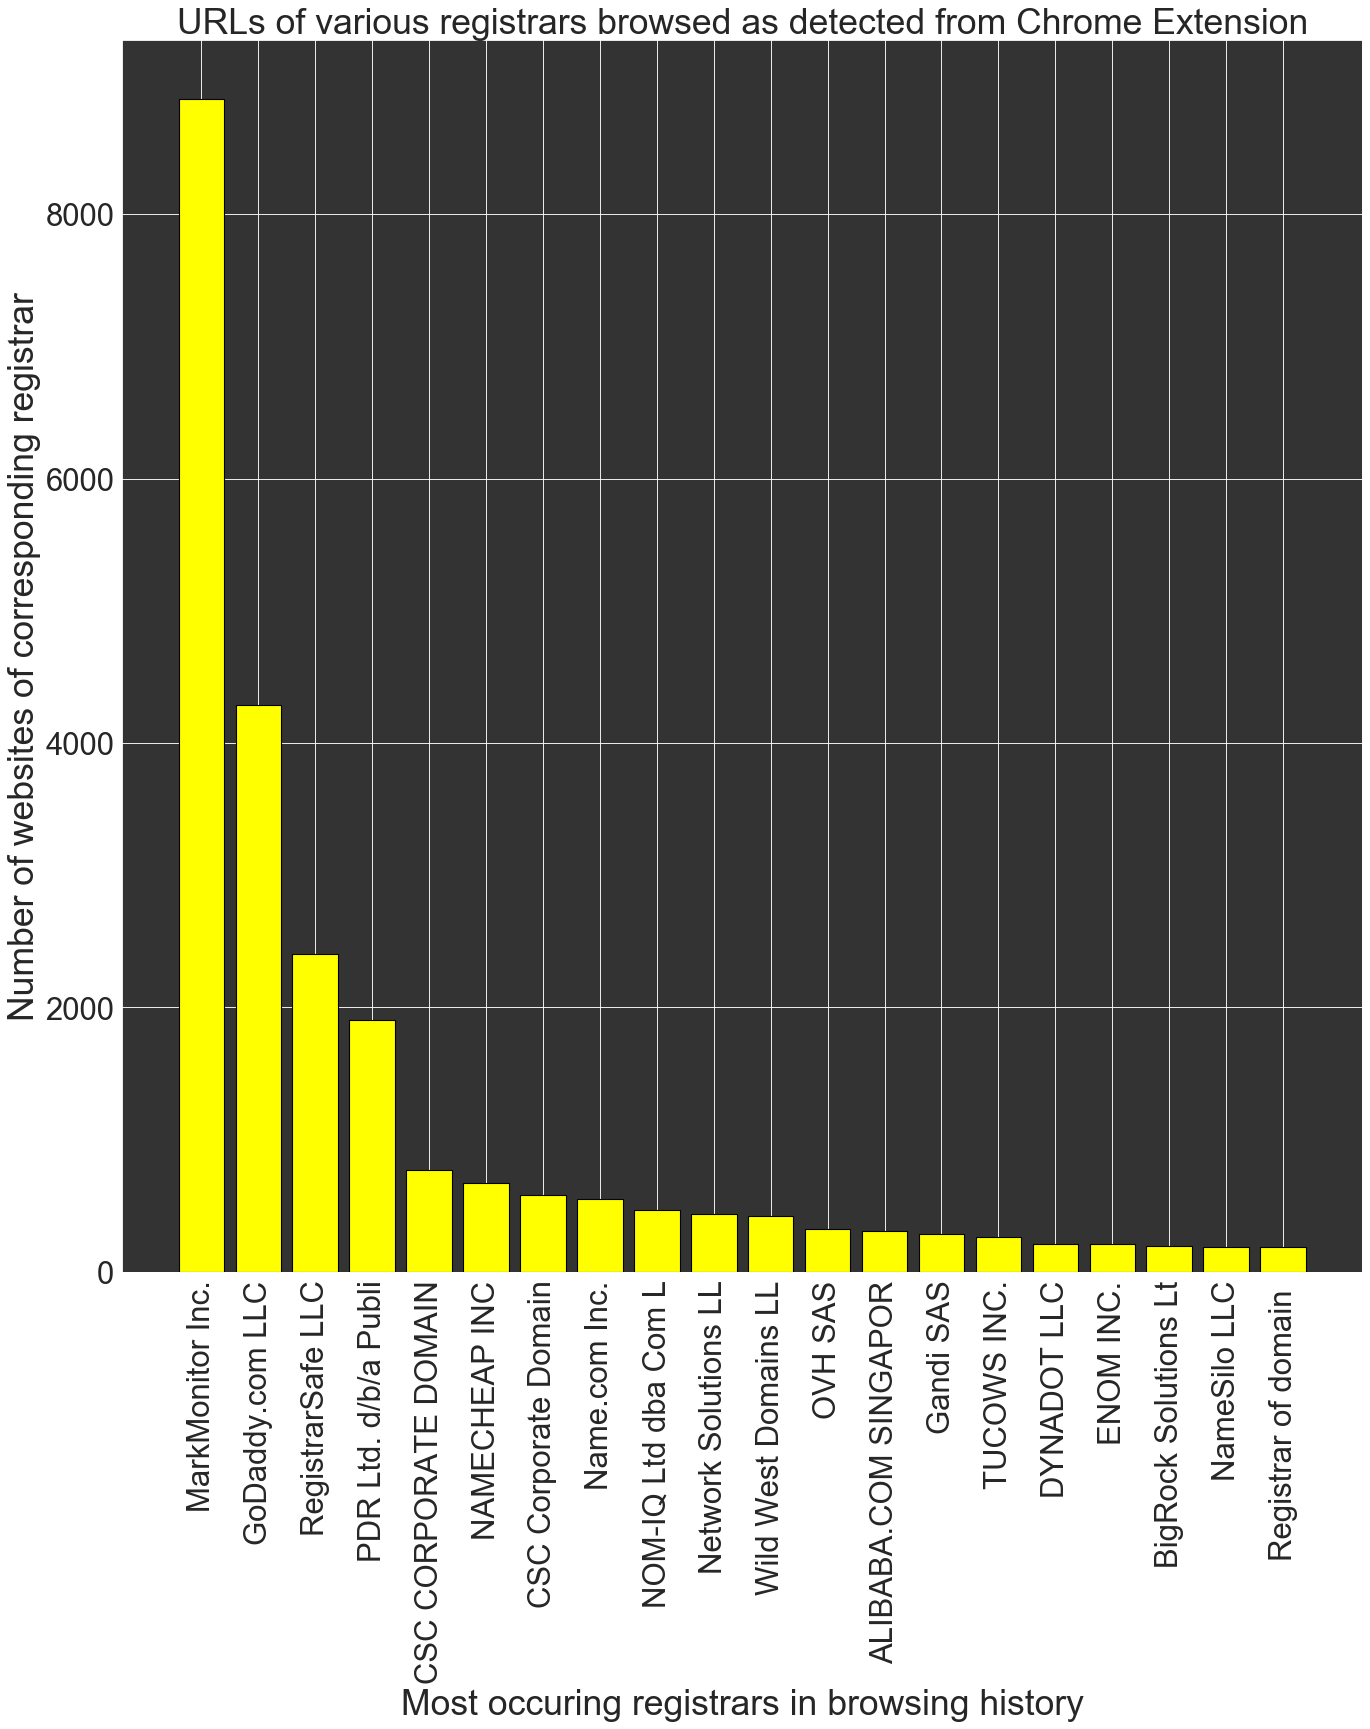 URLs of various registrars browsed as detected from Chrome Extension
Number of websites of corresponding registrar
8000
6000
4000
2000
0
MarkMonitor Inc.
GoDaddy.com LLC
RegistrarSafe LLC
PDR Ltd. d/b/a Publi
CSC CORPORATE DOMAIN
NAMECHEAP INC
CSC Corporate Domain
Name.com Inc.
NOM-IQ Ltd dba Com L
Network Solutions LL
Wild West Domains LL
OVH SAS
ALIBABA.COM SINGAPOR
Gandi SAS
TUCOWS INC.
DYNADOT LLC
ENOM INC.
BigRock Solutions Lt
NameSilo LLC
Registrar of domain
Most occuring registrars in browsing history